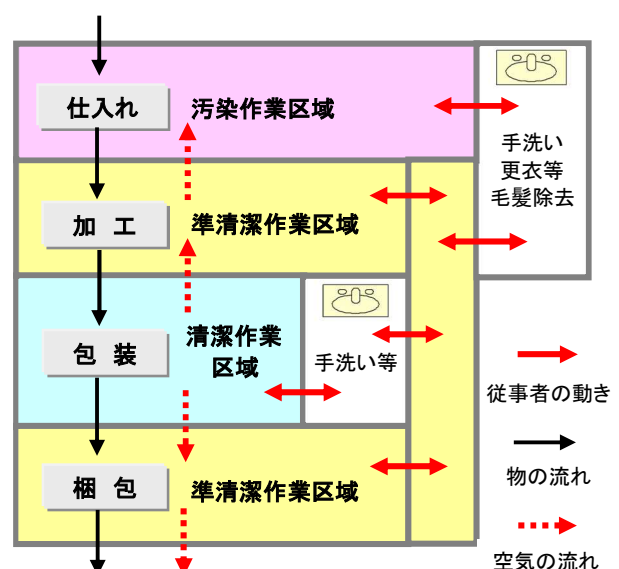 仕入れ
汚染作業区域
手洗い
更衣等
毛髪除去
加 工
準清潔作業区域
包 装
清潔作業
区域
手洗い等
従事者の動き
梱 包
準清潔作業区域
物の流れ
空気の流れ